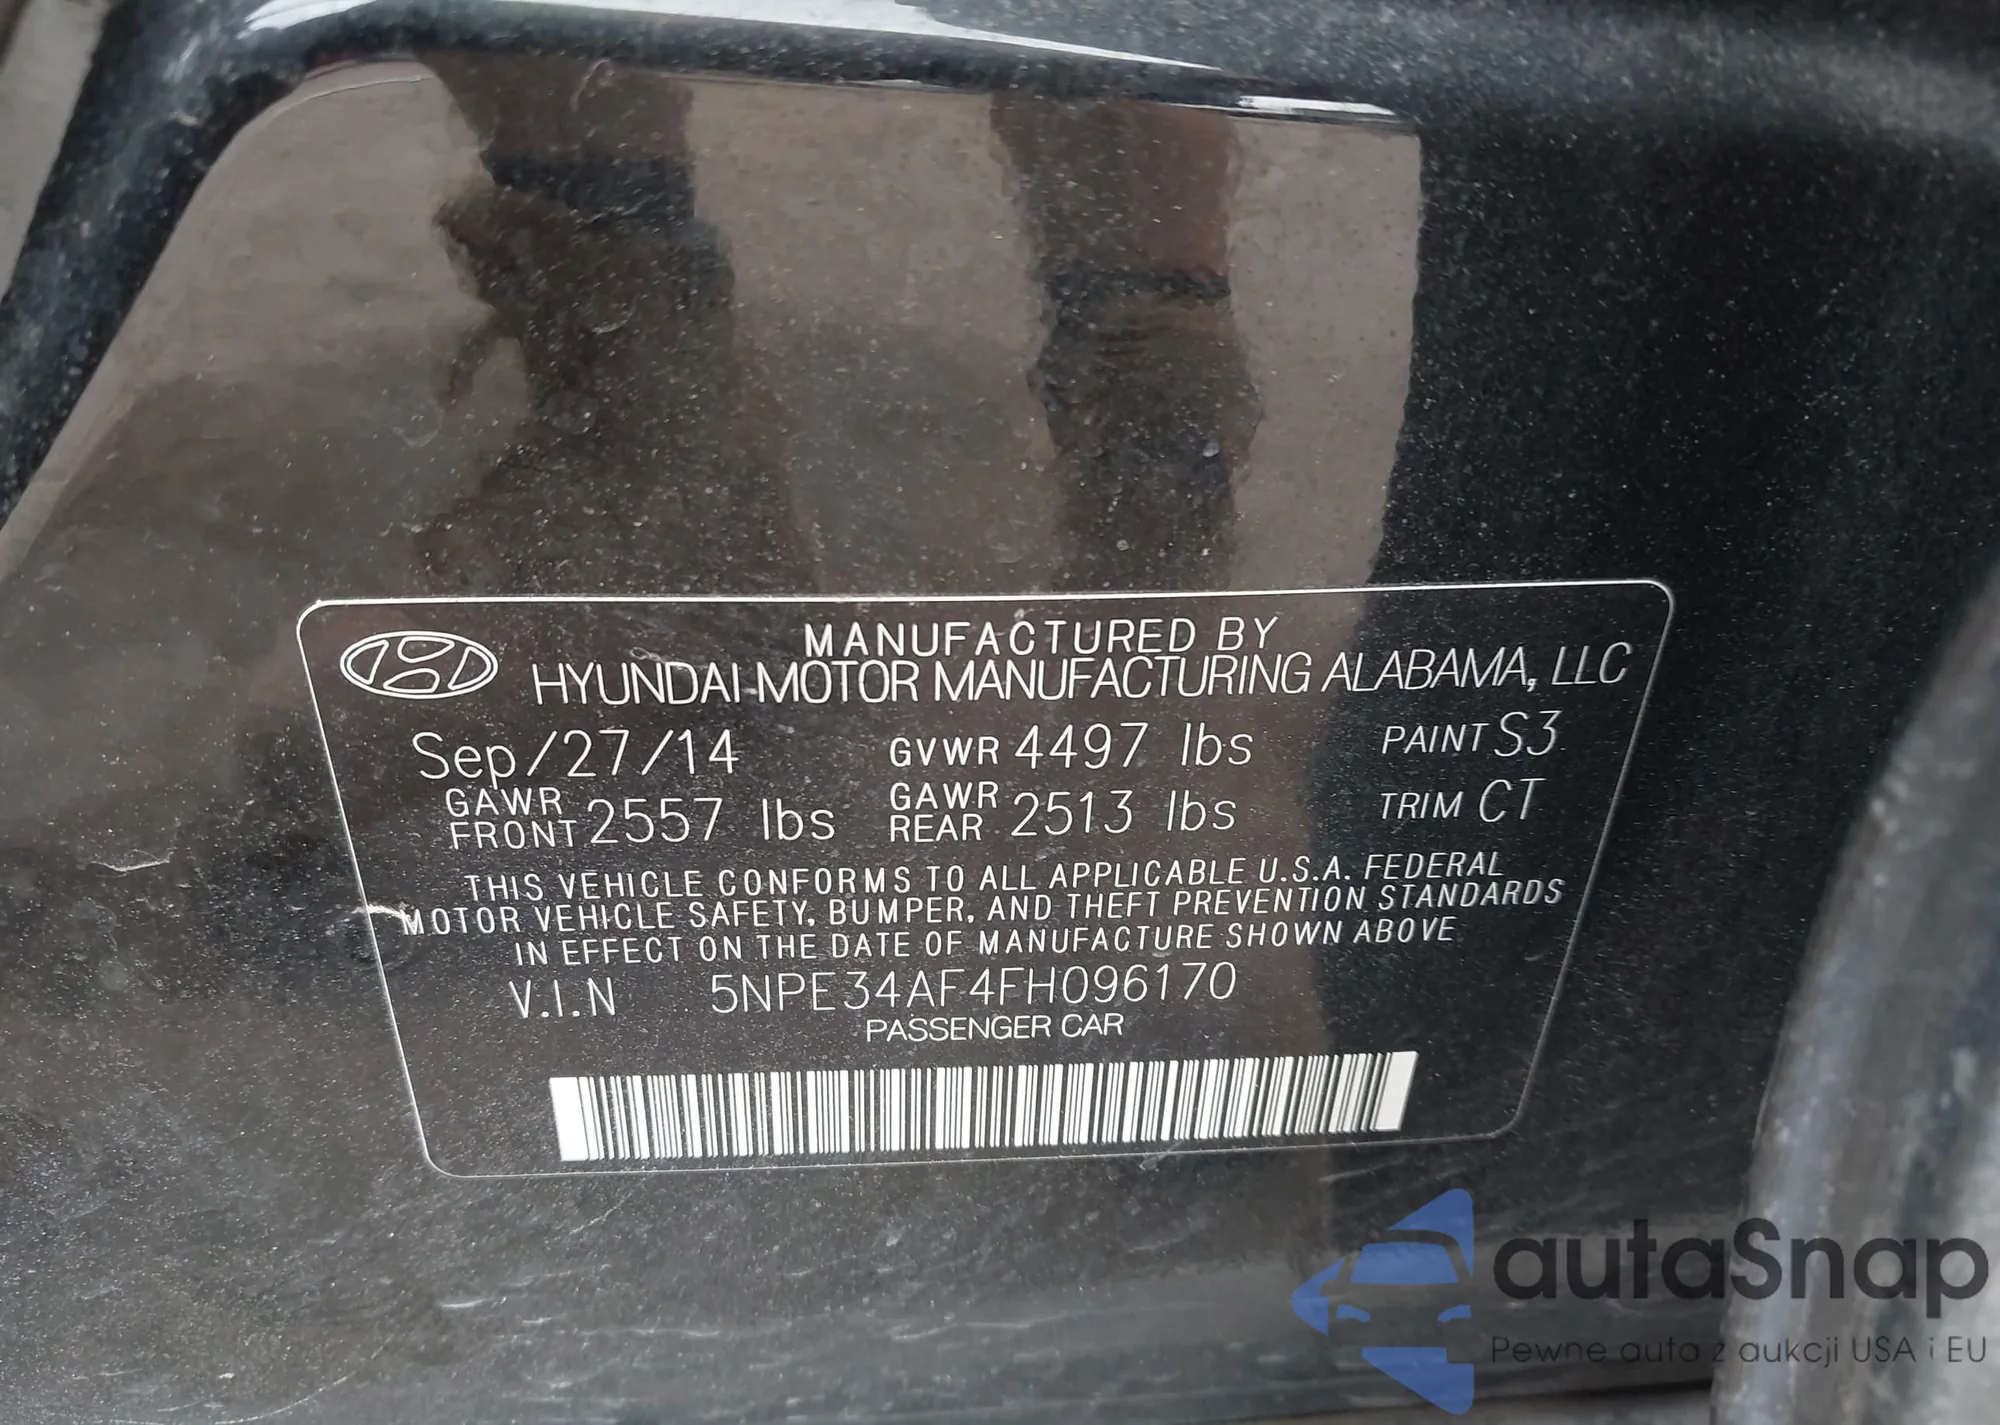 MANUFACTURED BY
HYUNDAI MOTOR MANUFACTURING ALABAMA, LLC
Sep/27/14 GVWR 4497 lbs PAINT S3
GAWR FRONT 2557 lbs GAWR REAR 2513 lbs TRIM CT
THIS VEHICLE CONFORMS TO ALL APPLICABLE U.S.A. FEDERAL
MOTOR VEHICLE SAFETY, BUMPER, AND THEFT PREVENTION STANDARDS
IN EFFECT ON THE DATE OF MANUFACTURE SHOWN ABOVE
V.I.N 5NPE34AF4FH096170
PASSENGER CAR
autaSnap
Pewne auto z aukcji USA i EU